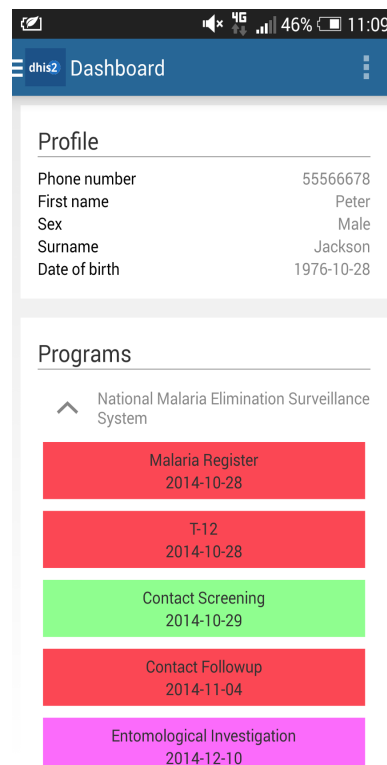 4G 46% 11:09
dhis2 Dashboard
Profile
Phone number 55566678
First name Peter
Sex Male
Surname Jackson
Date of birth 1976-10-28
Programs
National Malaria Elimination Surveillance
System
Malaria Register
2014-10-28
T-12
2014-10-28
Contact Screening
2014-10-29
Contact Followup
2014-11-04
Entomological Investigation
2014-12-10